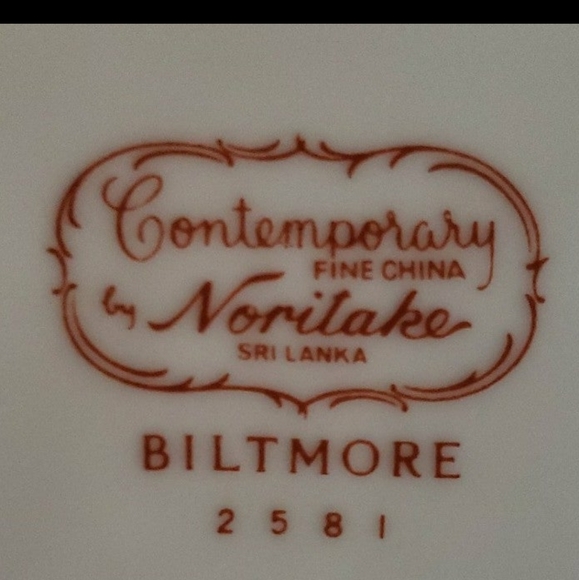 Contemporary
FINE CHINA
by Noritake
SRI LANKA
BILTMORE
2581